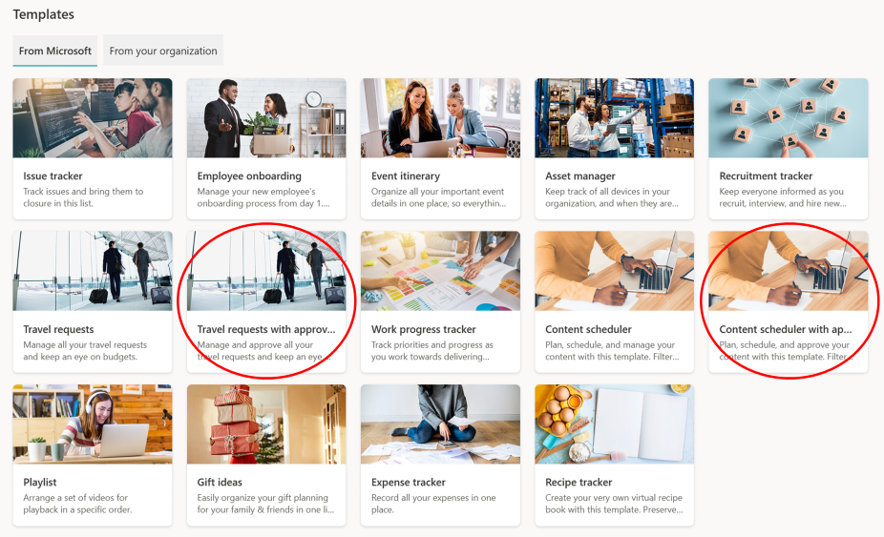 Templates
From Microsoft
From your organization
Issue tracker
Track issues and bring them to
closure in this list.
Employee onboarding
Manage your new employee's
onboarding process from day 1....
Event itinerary
Organize all your important event
details in one place, so everythin...
Asset manager
Keep track of all devices in your
organization, and when they are...
Recruitment tracker
Keep everyone informed as you
recruit, interview, and hire new...
Travel requests
Manage all your travel requests
and keep an eye on budgets.
Travel requests with approv...
Manage and approve all your
travel requests and keep an eye...
Work progress tracker
Track priorities and progress as
you work towards delivering...
Content scheduler
Plan, schedule, and manage your
content with this template. Filter...
Content scheduler with ap...
Plan, schedule, and approve your
content with this template. Filter...
Playlist
Arrange a set of videos for
playback in a specific order.
Gift ideas
Easily organize your gift planning
for your family & friends in one li...
Expense tracker
Record all your expenses in one
place.
Recipe tracker
Create your very own virtual recipe
book with this template. Preserve...